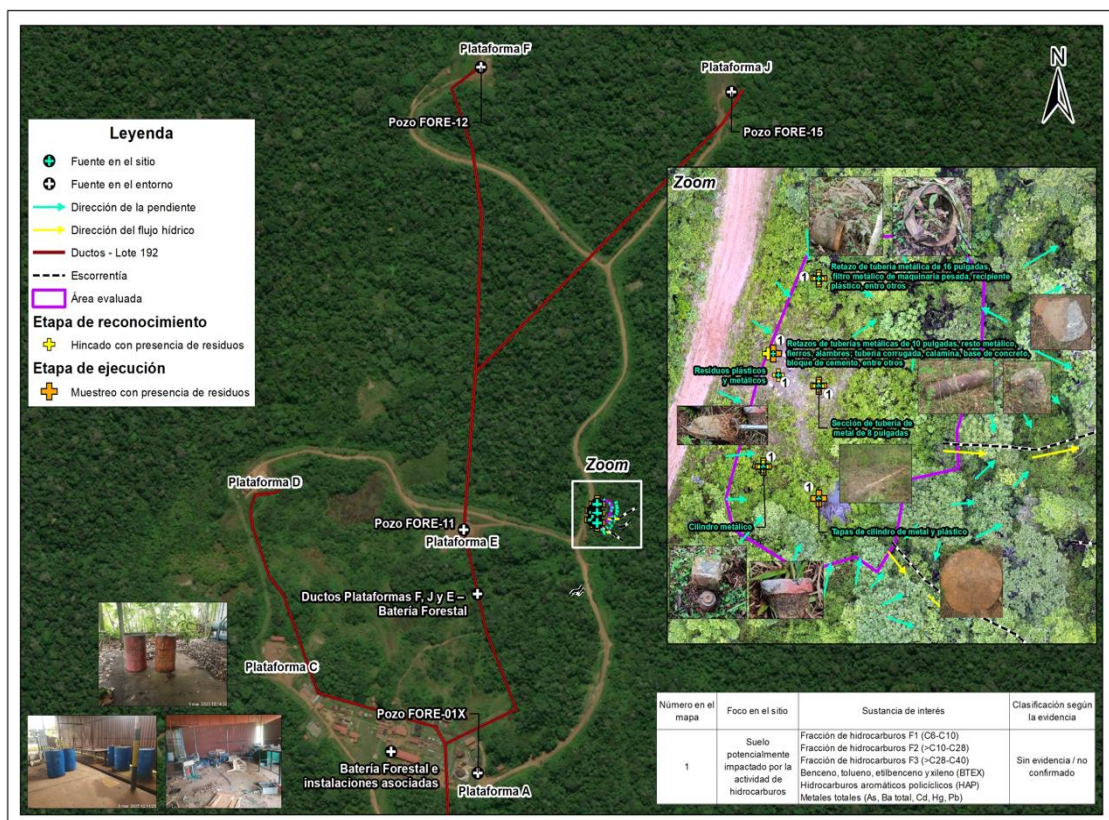 Plataforma F
Plataforma J
Pozo FORE-12
Pozo FORE-15
N
Leyenda
Fuente en el sitio
Fuente en el entorno
Dirección de la pendiente
Dirección del flujo hídrico
Ductos - Lote 192
Escorrentía
Área evaluada
Etapa de reconocimiento
Hincado con presencia de residuos
Etapa de ejecución
Muestreo con presencia de residuos
Zoom
1
Retazo de tubería metálica de 16 pulgadas,
filtro metálico de maquinaria pesada, recipiente
plástico, entre otros
1
Retazos de tuberías metálicas de 10 pulgadas, resto metálico,
fierros, alambres, tubería corrugada, calamina, base de concreto,
bloque de cemento, entre otros
Residuos plásticos
y metálicos
1
1
Sección de tubería de
metal de 8 pulgadas
1
Cilindro metálico
1
Tapas de cilindro de metal y plástico
Plataforma D
Zoom
Pozo FORE-11
Plataforma E
Ductos Plataformas F, J y E –
Batería Forestal
Plataforma C
Pozo FORE-01X
Batería Forestal e
instalaciones asociadas
Plataforma A
Número en el
mapa
Foco en el sitio
Sustancia de interés
Clasificación según
la evidencia
1
Suelo
potencialmente
impactado por la
actividad de
hidrocarburos
Fracción de hidrocarburos F1 (C6-C10)
Fracción de hidrocarburos F2 (>C10-C28)
Fracción de hidrocarburos F3 (>C28-C40)
Benceno, tolueno, etilbenceno y xileno (BTEX)
Hidrocarburos aromáticos policíclicos (HAP)
Metales totales (As, Ba total, Cd, Hg, Pb)
Sin evidencia / no
confirmado